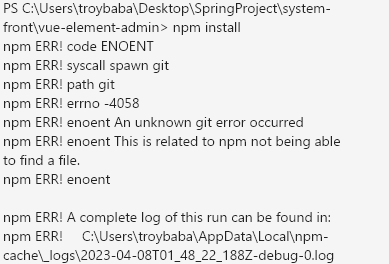 PS C:\Users\troybaba\Desktop\SpringProject\system-
front\vue-element-admin> npm install
npm ERR! code ENOENT
npm ERR! syscall spawn git
npm ERR! path git
npm ERR! errno -4058
npm ERR! enoent An unknown git error occurred
npm ERR! enoent This is related to npm not being able
to find a file.
npm ERR! enoent

npm ERR! A complete log of this run can be found in:
npm ERR!     C:\Users\troybaba\AppData\Local\npm-
cache\_logs\2023-04-08T01_48_22_188Z-debug-0.log